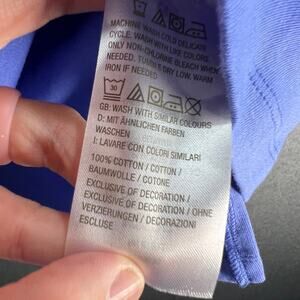 MACHINE WASH COLD DELICATE
CYCLE. WASH WITH LIKE COLORS
ONLY NON-CHLORINE BLEACH WHEN
NEEDED, TUMBLE DRY LOW, WARM
IRON IF NEEDED
30
GB: WASH WITH SIMILAR COLOURS
D: MIT ÄHNLICHEN FARBEN
WASCHEN
I: LAVARE CON COLORI SIMILARI
100% COTTON / COTTON /
BAUMWOLLE / COTONE
EXCLUSIVE OF DECORATION /
EXCLUSIVE OF DECORATION / OHNE
VERZIERUNGEN / DECORAZIONI
ESCLUSE